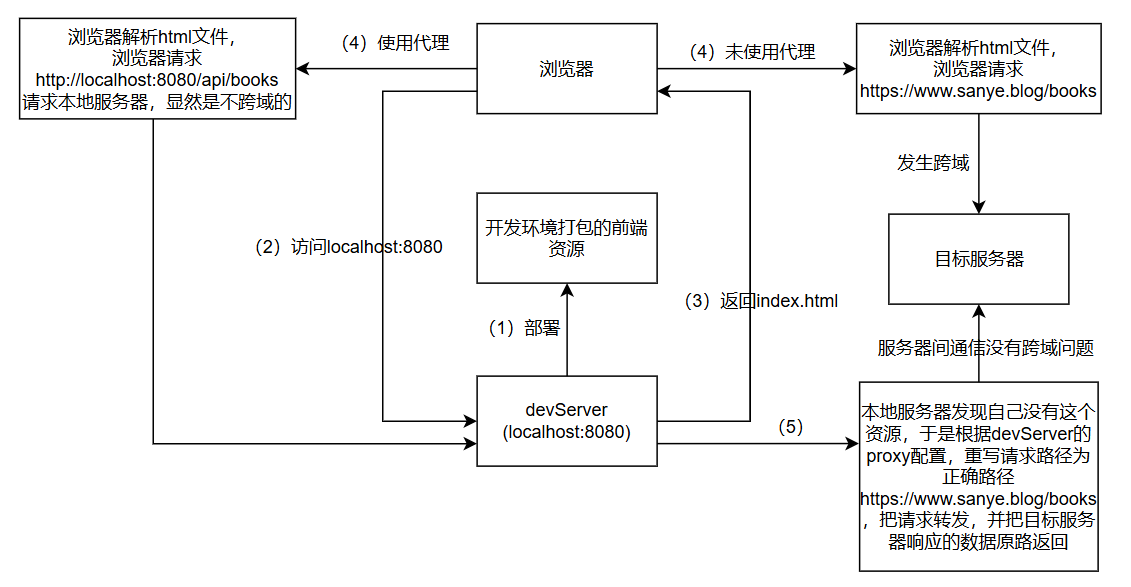 浏览器解析html文件，
浏览器请求
http://localhost:8080/api/books
请求本地服务器，显然是不跨域的
（4）使用代理
浏览器
（4）未使用代理
浏览器解析html文件，
浏览器请求
https://www.sanye.blog/books
发生跨域
（2）访问localhost:8080
开发环境打包的前端
资源
目标服务器
（3）返回index.html
（1）部署
服务器间通信没有跨域问题
devServer
(localhost:8080)
（5）
本地服务器发现自己没有这个
资源，于是根据devServer的
proxy配置，重写请求路径为
正确路径
https://www.sanye.blog/books
，把请求转发，并把目标服务
器响应的数据原路返回